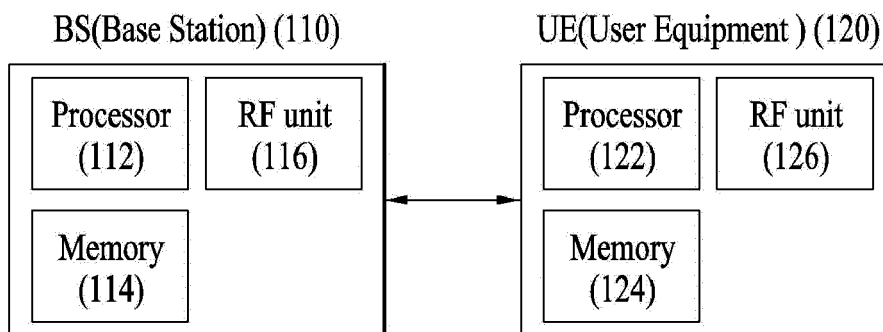 BS(Base Station) (110)
Processor
(112)
RF unit
(116)
Memory
(114)
UE(User Equipment ) (120)
Processor
(122)
RF unit
(126)
Memory
(124)